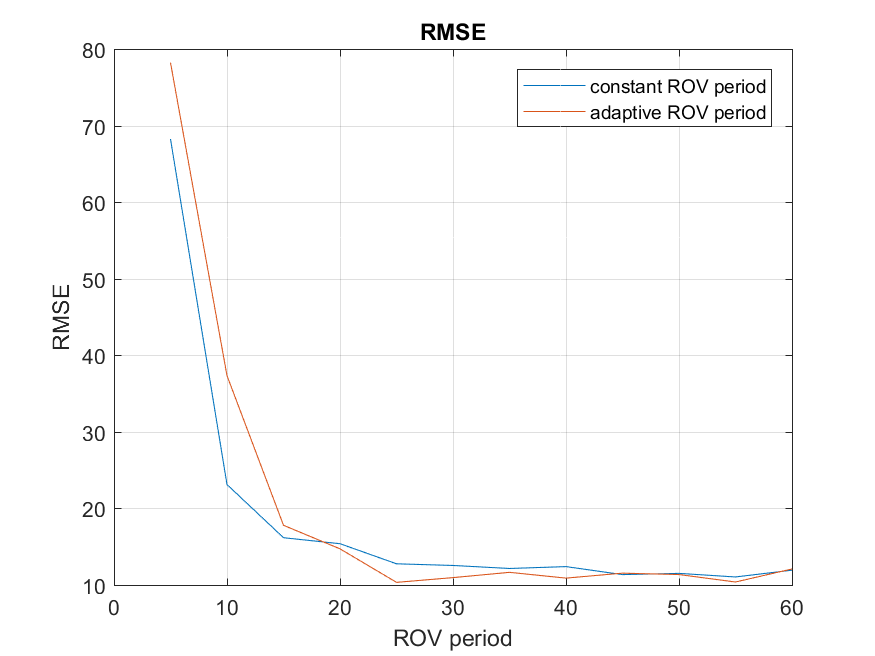 RMSE
80
70
60
50
40
30
20
10
RMSE
constant ROV period
adaptive ROV period
0 10 20 30 40 50 60
ROV period